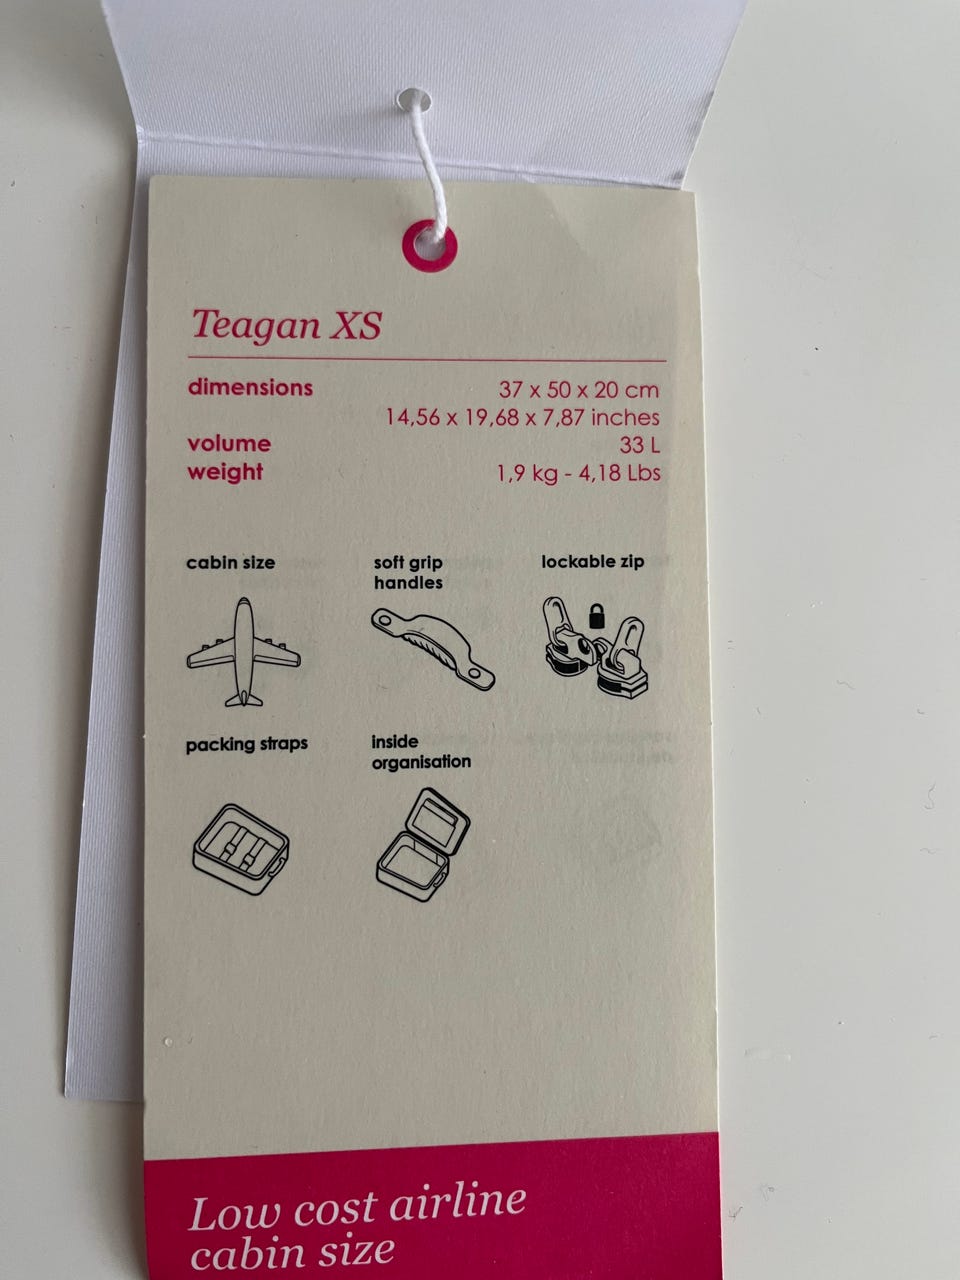 Teagan XS
dimensions 37 x 50 x 20 cm
14,56 x 19,68 x 7,87 inches
volume 33 L
weight 1,9 kg - 4,18 Lbs
cabin size
soft grip
handles
lockable zip
packing straps
inside
organisation
Low cost airline
cabin size